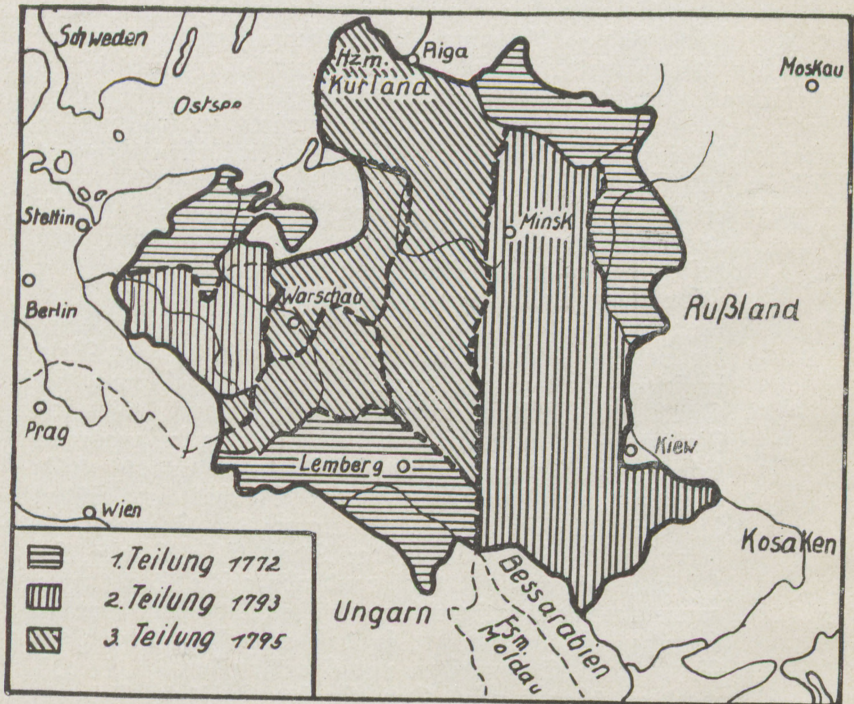 Schweden
Ostsee
Hzm.
Kurland
Riga
Moskau
Stettin
Minsk
Berlin
Warschau
Rußland
Prag
Kiew
Lemberg
Wien
Kosaken
1. Teilung 1772
2. Teilung 1793
3. Teilung 1795
Ungarn
Bessarabien
Fsm.
Moldau